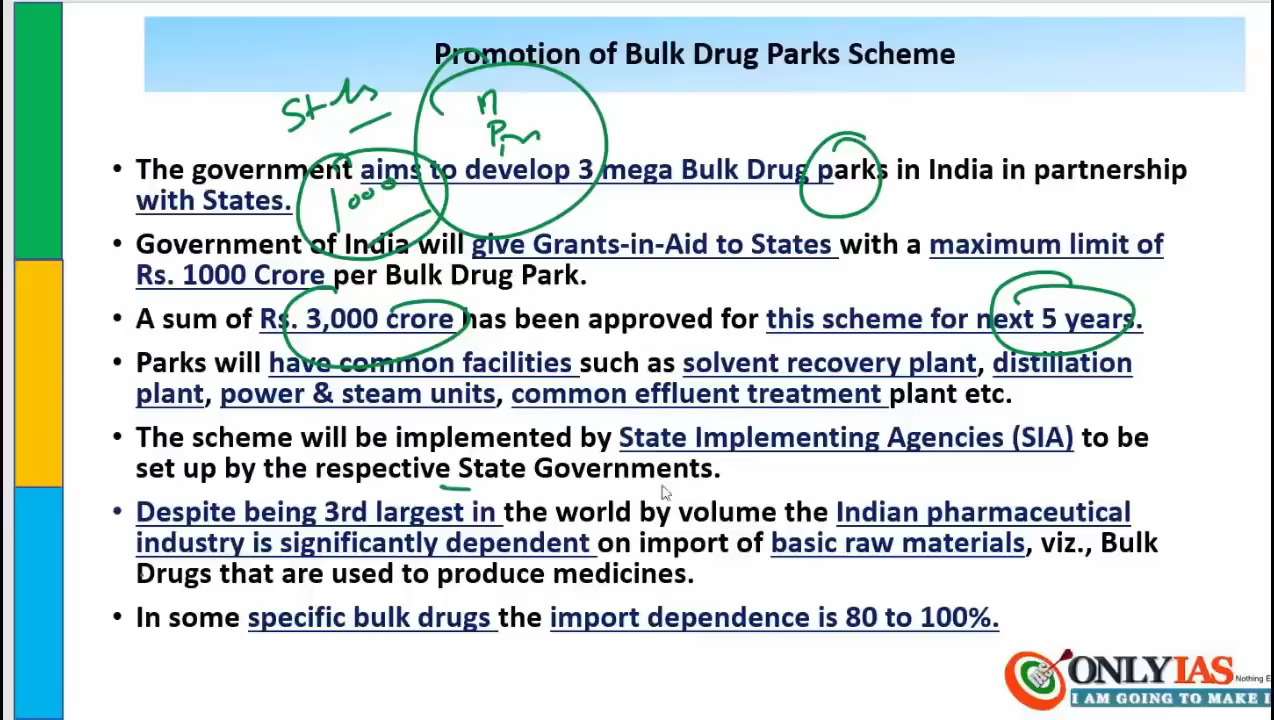 Promotion of Bulk Drug Parks Scheme
States
• The government aims to develop 3 mega Bulk Drug parks in India in partnership
with States.
1000
• Government of India will give Grants-in-Aid to States with a maximum limit of
Rs. 1000 Crore per Bulk Drug Park.
• A sum of Rs. 3,000 crore has been approved for this scheme for next 5 years.
• Parks will have common facilities such as solvent recovery plant, distillation
plant, power & steam units, common effluent treatment plant etc.
• The scheme will be implemented by State Implementing Agencies (SIA) to be
set up by the respective State Governments.
• Despite being 3rd largest in the world by volume the Indian pharmaceutical
industry is significantly dependent on import of basic raw materials, viz., Bulk
Drugs that are used to produce medicines.
• In some specific bulk drugs the import dependence is 80 to 100%.
ONLYIAS Nothing E
I AM GOING TO MAKE I